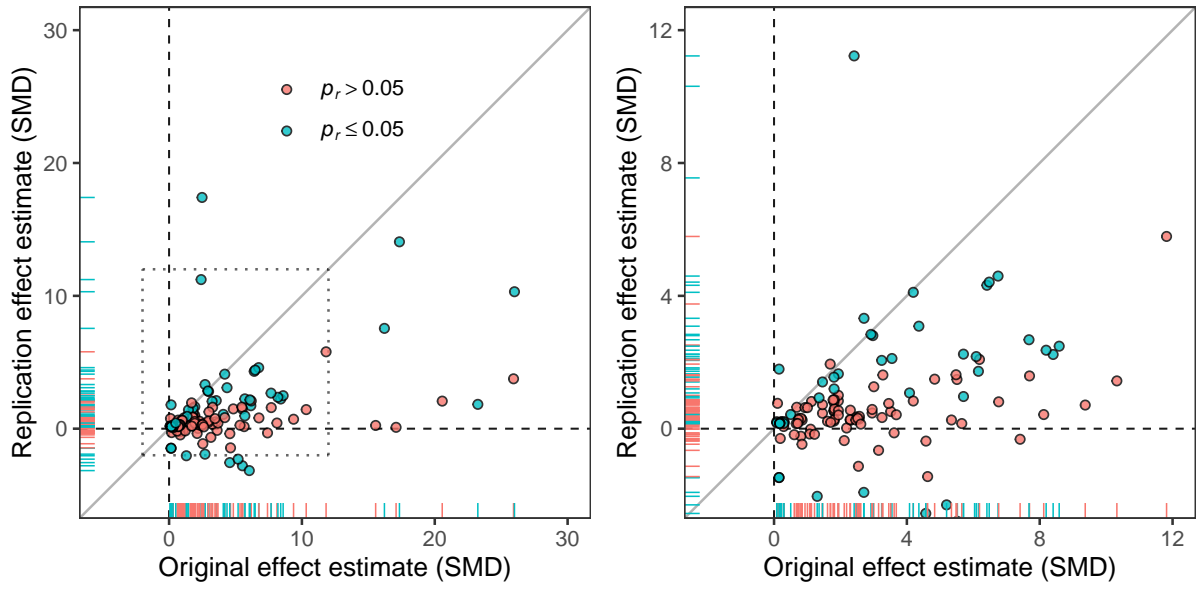 30
20
10
0
Replication effect estimate (SMD)
p_r > 0.05
p_r ≤ 0.05
0
10
20
30
Original effect estimate (SMD)
12
8
4
0
Replication effect estimate (SMD)
0
4
8
12
Original effect estimate (SMD)